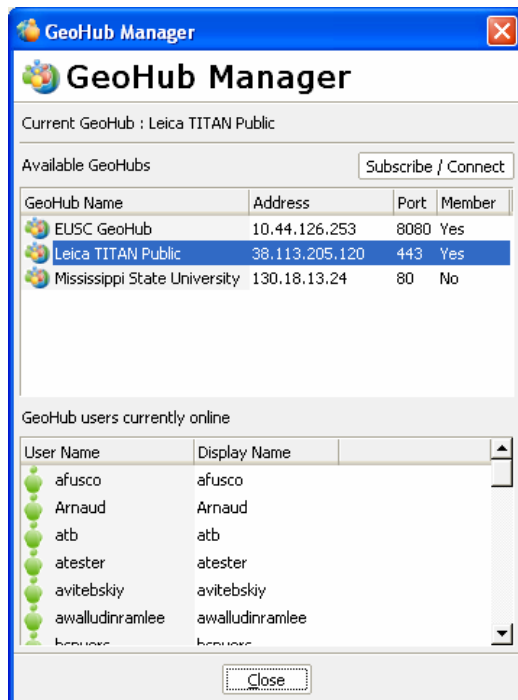 GeoHub Manager
GeoHub Manager
Current GeoHub : Leica TITAN Public
Available GeoHubs
Subscribe / Connect
GeoHub Name Address Port Member
EUSC GeoHub 10.44.126.253 8080 Yes
Leica TITAN Public 38.113.205.120 443 Yes
Mississippi State University 130.18.13.24 80 No
GeoHub users currently online
User Name Display Name
afusco afusco
Arnaud Arnaud
atb atb
atester atester
avitebskiy avitebskiy
awalludinramlee awalludinramlee
Close